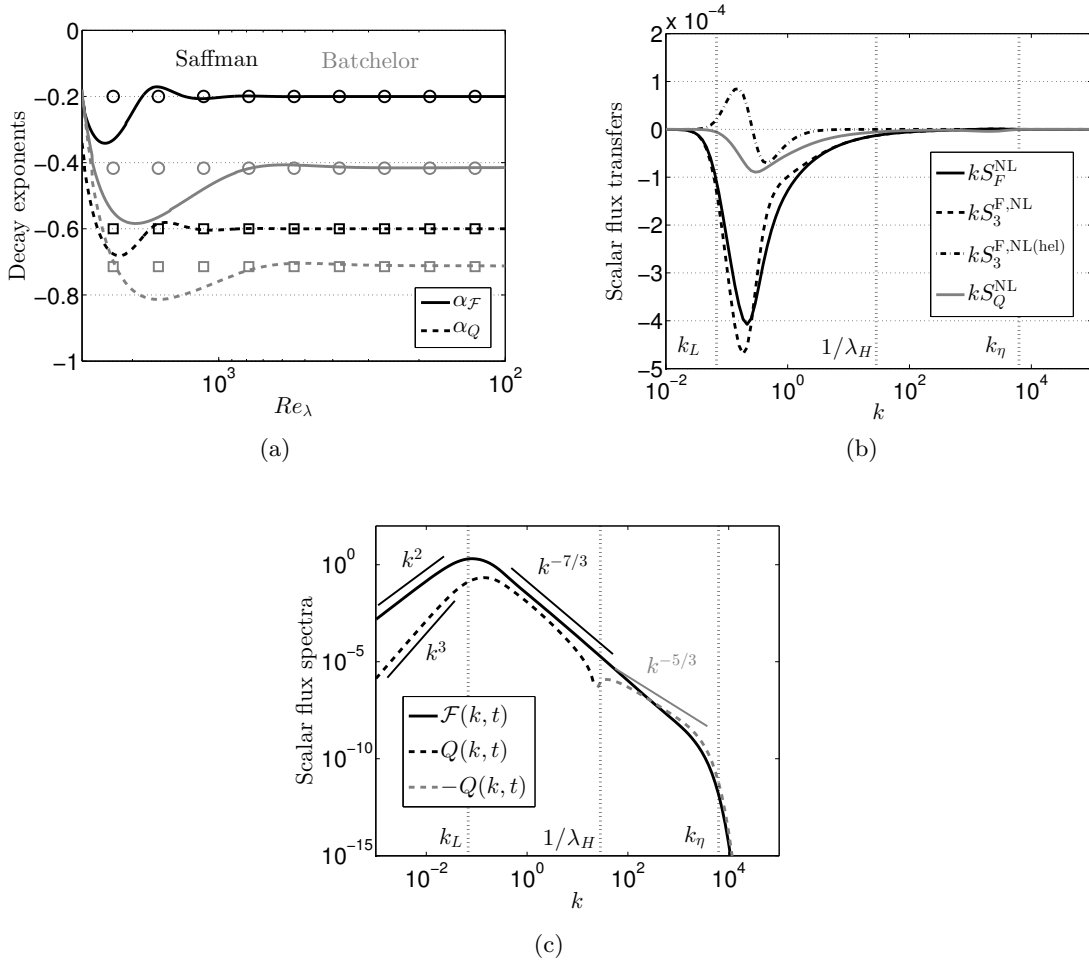 Saffman Batchelor
Decay exponents
0
−0.2
−0.4
−0.6
−0.8
−1
10^3
10^2
Re_λ
α_𝓕
α_Q
(a)
× 10^−4
Scalar flux transfers
2
1
0
−1
−2
−3
−4
−5
kS_F^NL
kS_3^F,NL
kS_3^F,NL(hel)
kS_Q^NL
k_L
1/λ_H
k_η
10^−2
10^0
10^2
10^4
k
(b)
Scalar flux spectra
10^0
10^−5
10^−10
10^−15
k^2
k^−7/3
k^3
k^−5/3
𝓕(k, t)
Q(k, t)
−Q(k, t)
k_L
1/λ_H
k_η
10^−2
10^0
10^2
10^4
k
(c)